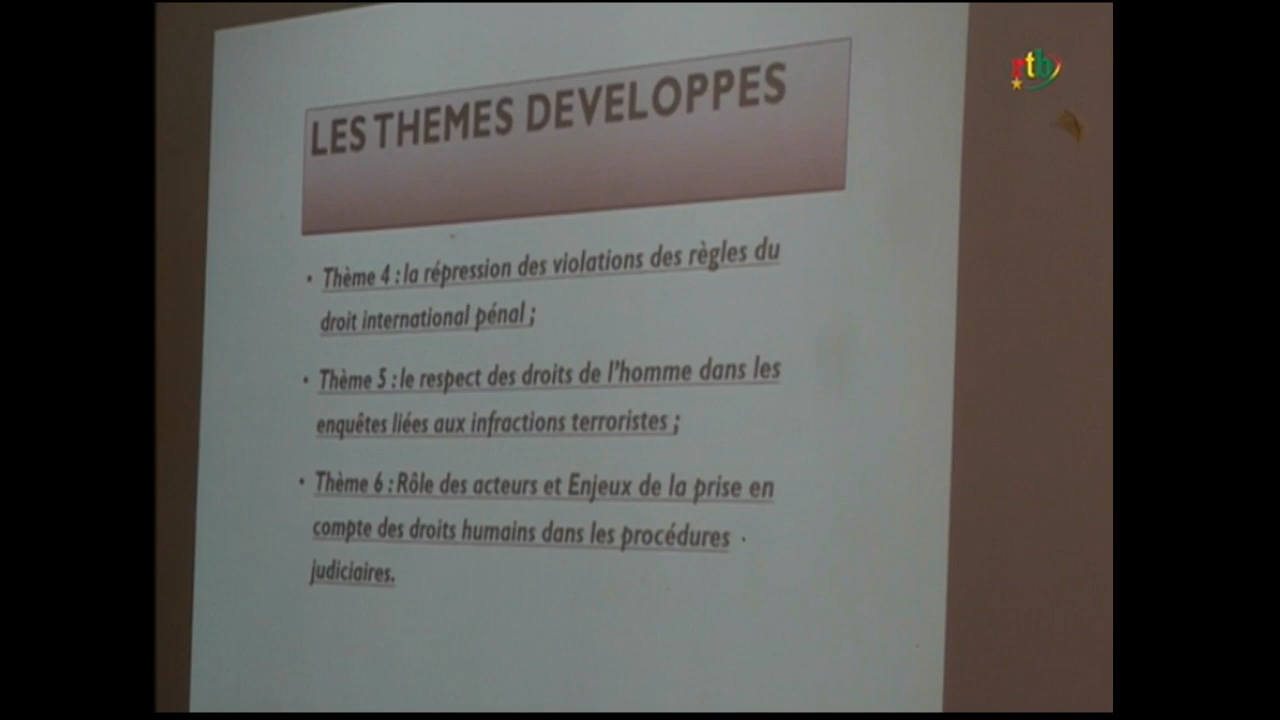 LES THEMES DEVELOPPES
rtb
• Thème 4 : la répression des violations des règles du
droit international pénal ;
• Thème 5 : le respect des droits de l'homme dans les
enquêtes liées aux infractions terroristes ;
• Thème 6 : Rôle des acteurs et Enjeux de la prise en
compte des droits humains dans les procédures
judiciaires.